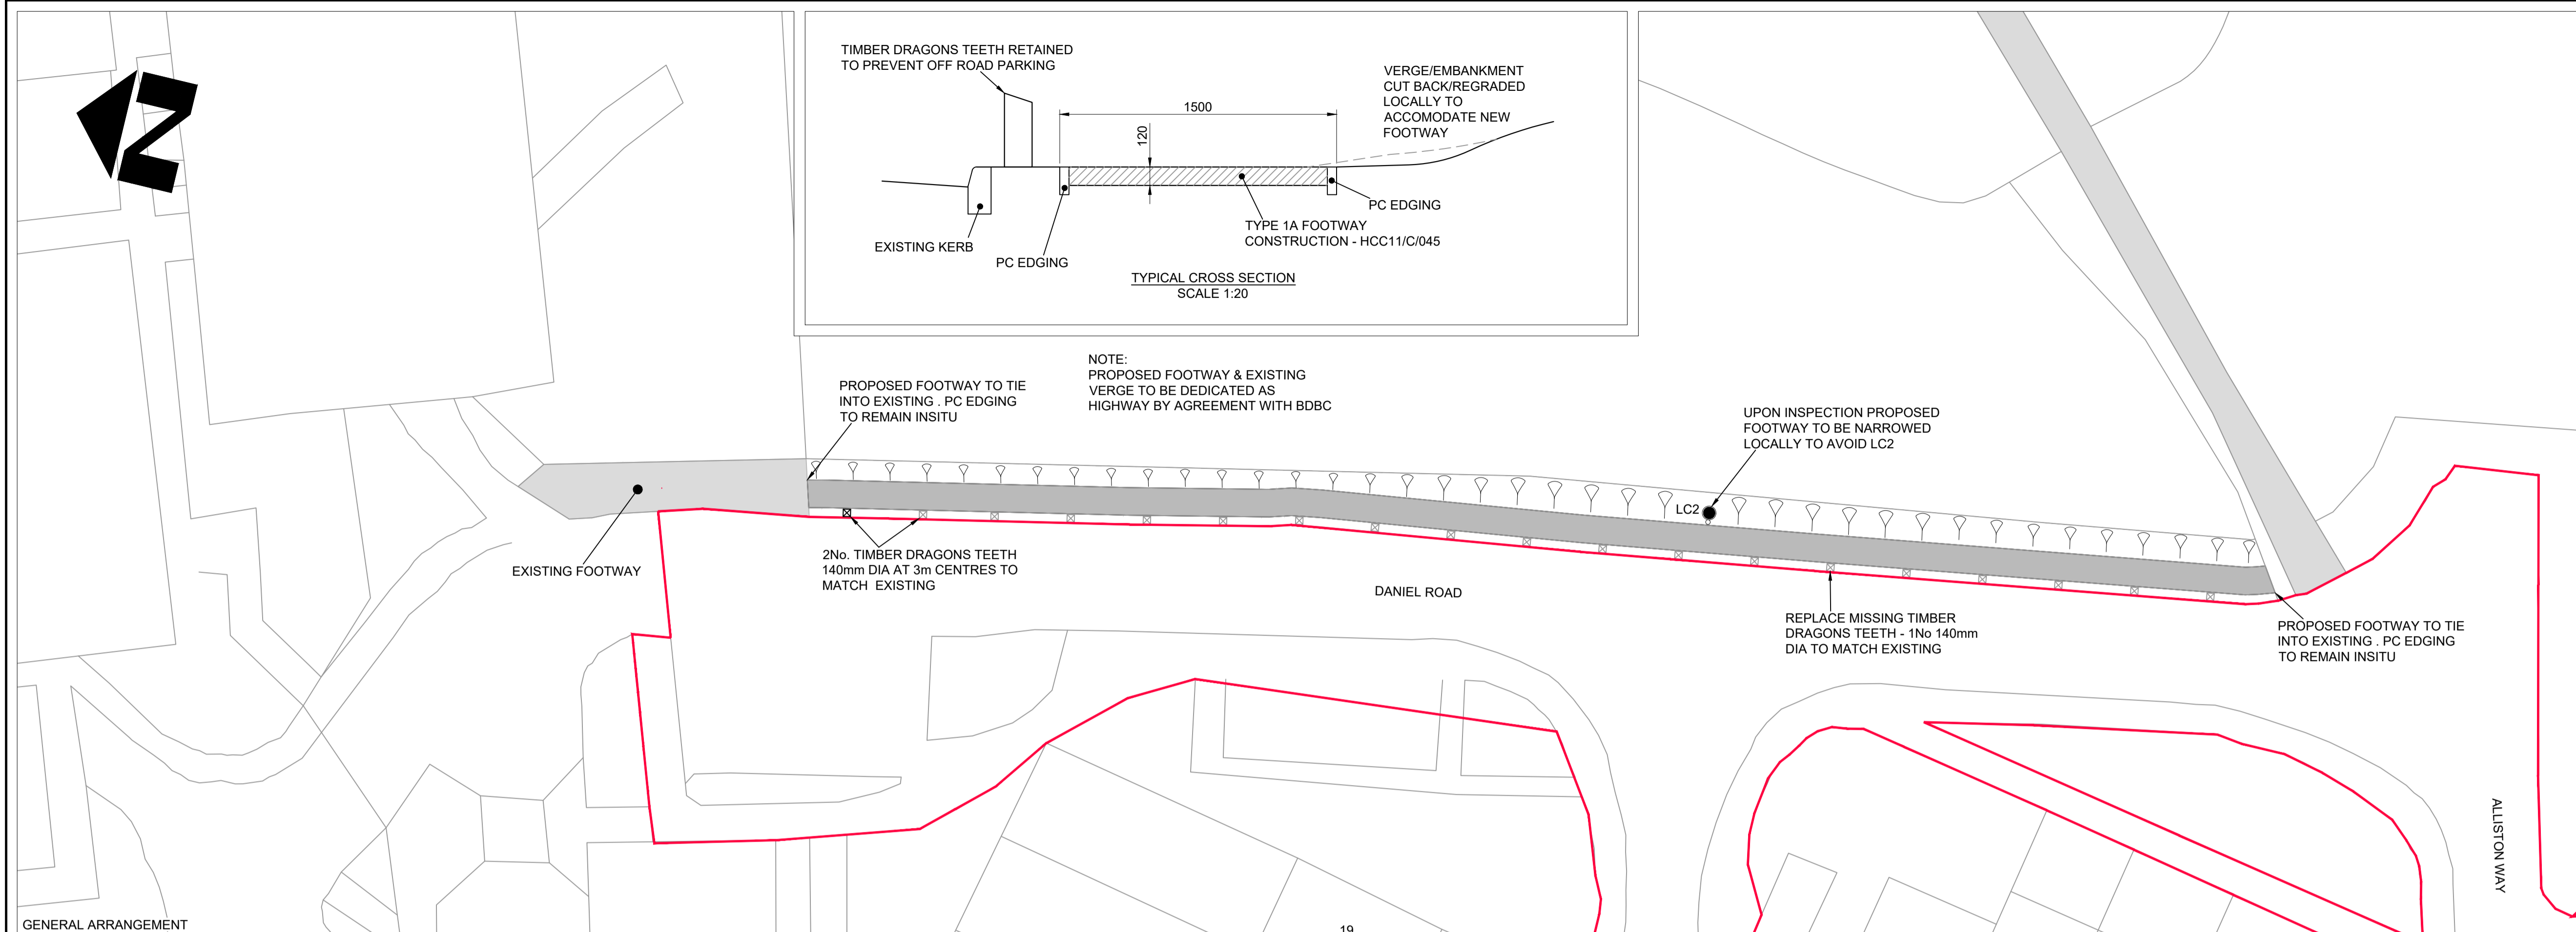 TIMBER DRAGONS TEETH RETAINED
TO PREVENT OFF ROAD PARKING
VERGE/EMBANKMENT
CUT BACK/REGRADED
LOCALLY TO
ACCOMODATE NEW
FOOTWAY
1500
120
EXISTING KERB
PC EDGING
PC EDGING
TYPE 1A FOOTWAY
CONSTRUCTION - HCC11/C/045
TYPICAL CROSS SECTION
SCALE 1:20
N
NOTE:
PROPOSED FOOTWAY & EXISTING
VERGE TO BE DEDICATED AS
HIGHWAY BY AGREEMENT WITH BDBC
PROPOSED FOOTWAY TO TIE
INTO EXISTING . PC EDGING
TO REMAIN INSITU
UPON INSPECTION PROPOSED
FOOTWAY TO BE NARROWED
LOCALLY TO AVOID LC2
LC2
EXISTING FOOTWAY
2No. TIMBER DRAGONS TEETH
140mm DIA AT 3m CENTRES TO
MATCH EXISTING
DANIEL ROAD
REPLACE MISSING TIMBER
DRAGONS TEETH - 1No 140mm
DIA TO MATCH EXISTING
PROPOSED FOOTWAY TO TIE
INTO EXISTING . PC EDGING
TO REMAIN INSITU
ALLISTON WAY
GENERAL ARRANGEMENT
19